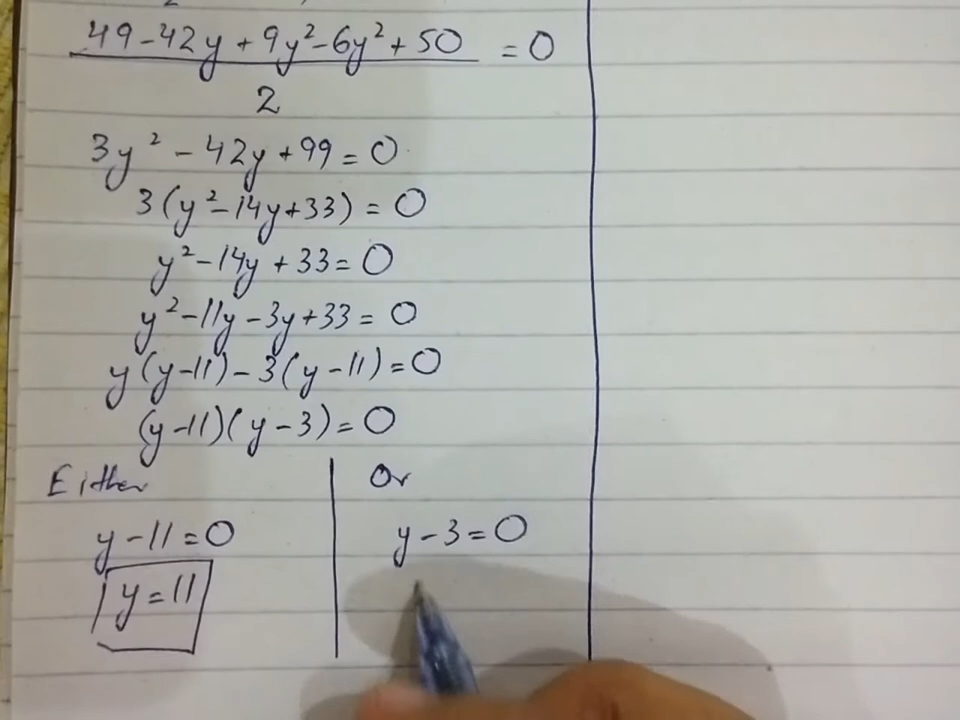 49-42y+9y²-6y²+50 = 0
2
3y²-42y+99=0
3(y²-14y+33)=0
y²-14y+33=0
y²-11y-3y+33=0
y(y-11)-3(y-11)=0
(y-11)(y-3)=0
Either Or
y-11=0 y-3=0
y=11